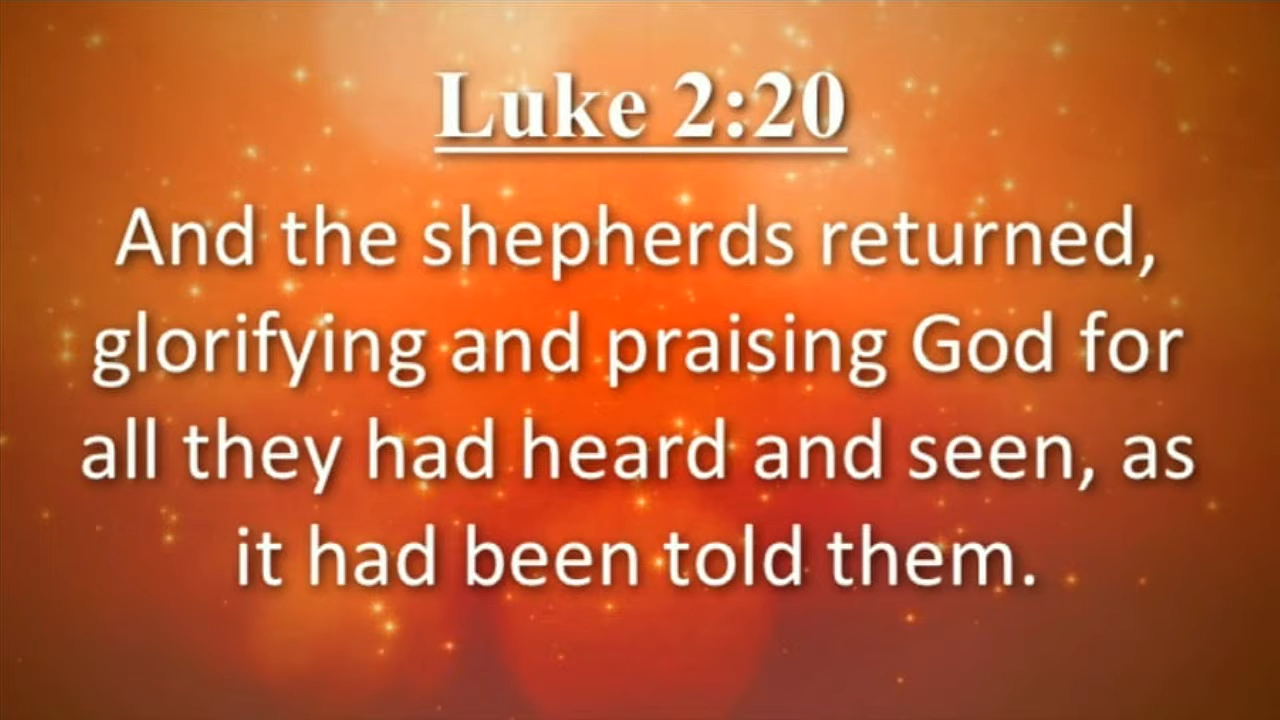 Luke 2:20
And the shepherds returned,
glorifying and praising God for
all they had heard and seen, as
it had been told them.